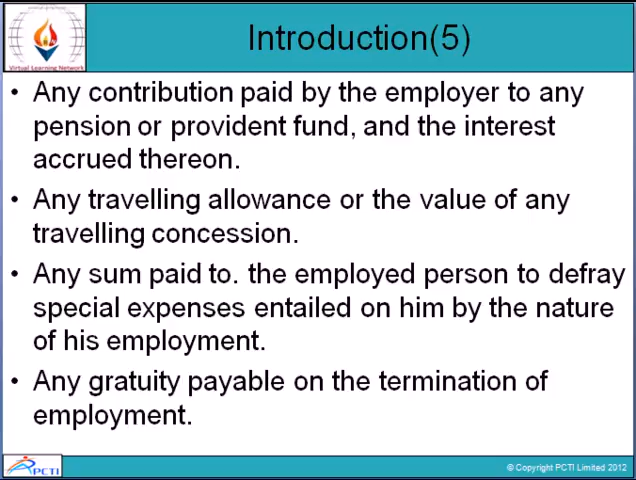 Introduction(5)
Virtual Learning Network
• Any contribution paid by the employer to any
pension or provident fund, and the interest
accrued thereon.
• Any travelling allowance or the value of any
travelling concession.
• Any sum paid to. the employed person to defray
special expenses entailed on him by the nature
of his employment.
• Any gratuity payable on the termination of
employment.
PCTI
© Copyright PCTI Limited 2012